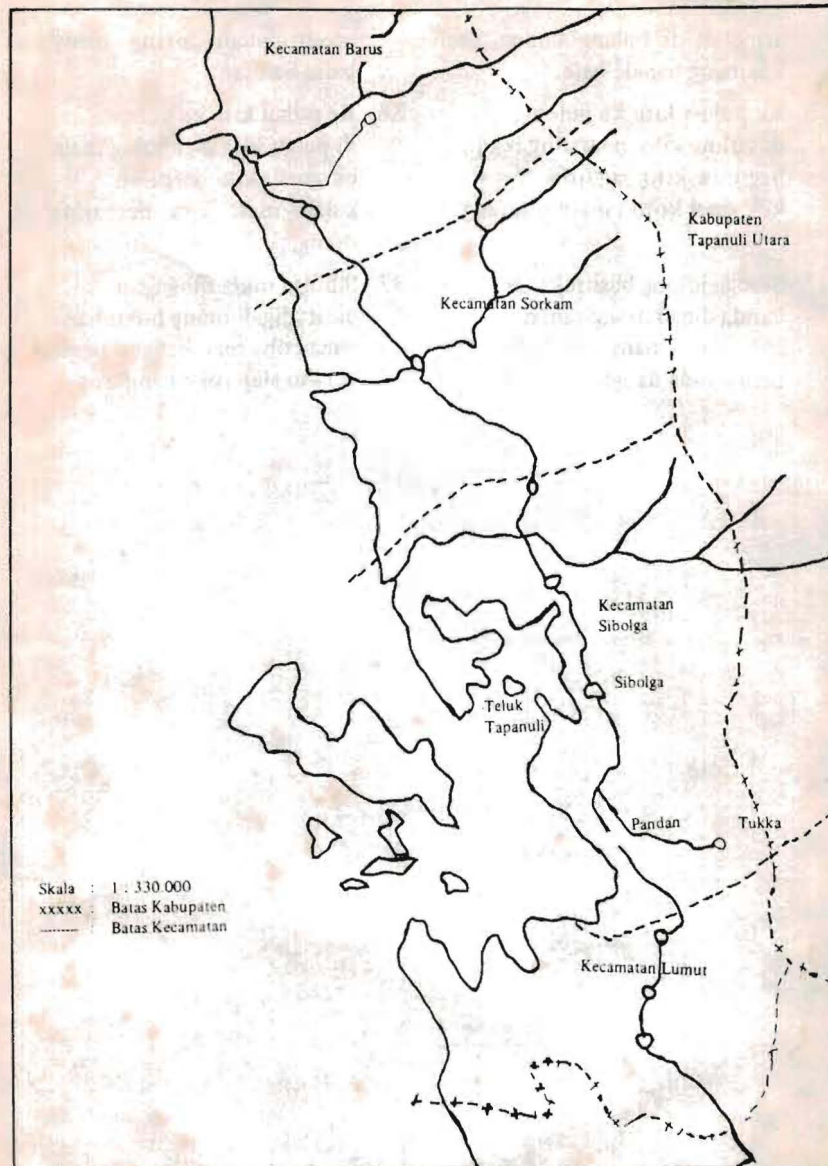 Kecamatan Barus
Kabupaten
Tapanuli Utara
Kecamatan Sorkam
Kecamatan
Sibolga
Sibolga
Teluk
Tapanuli
Pandan
Tukka
Skala : 1 : 330.000
xxxxx : Batas Kabupaten
------- : Batas Kecamatan
Kecamatan Lumut